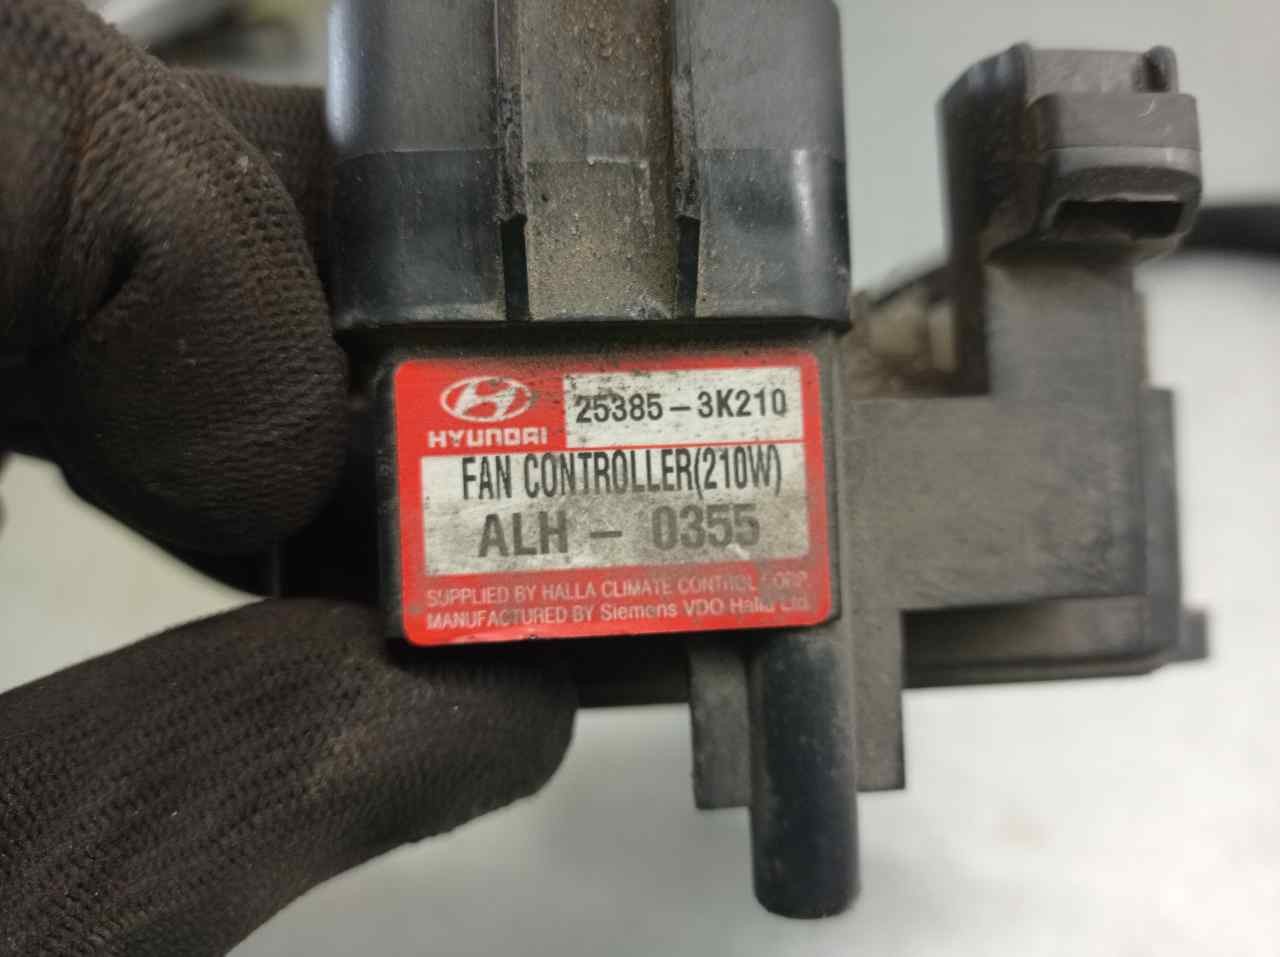 HYUNDAI
25385-3K210
FAN CONTROLLER(210W)
ALH - 0355
SUPPLIED BY HALLA CLIMATE CONTROL CORP.
MANUFACTURED BY Siemens VDO Halla Ltd.